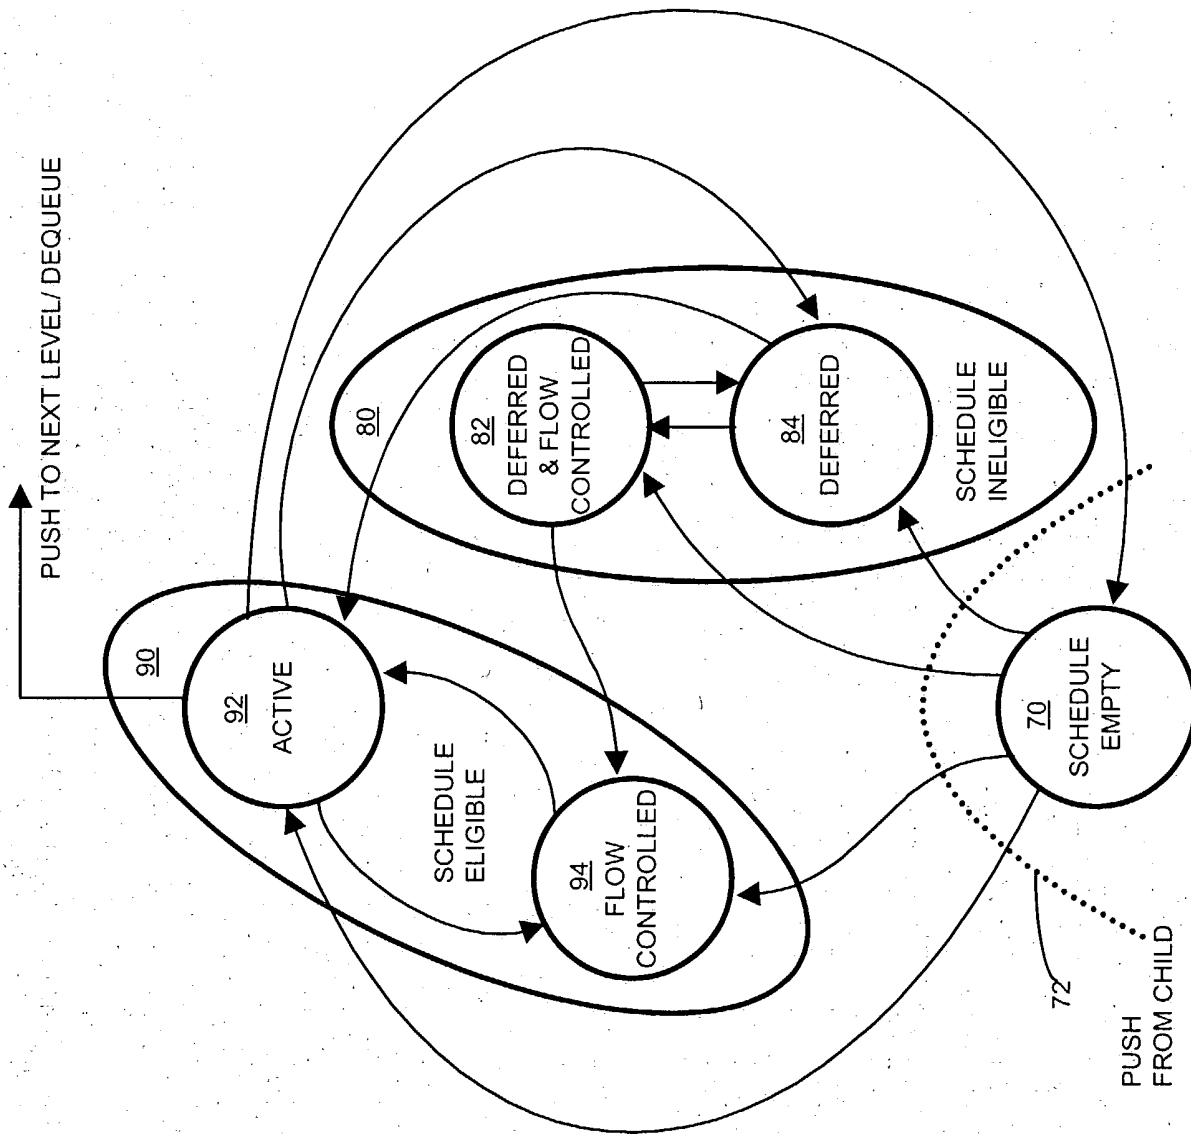 PUSH TO NEXT LEVEL/ DEQUEUE
90
92
ACTIVE
SCHEDULE
ELIGIBLE
94
FLOW
CONTROLLED
80
82
DEFERRED
& FLOW
CONTROLLED
84
DEFERRED
SCHEDULE
INELIGIBLE
70
SCHEDULE
EMPTY
72
PUSH
FROM CHILD